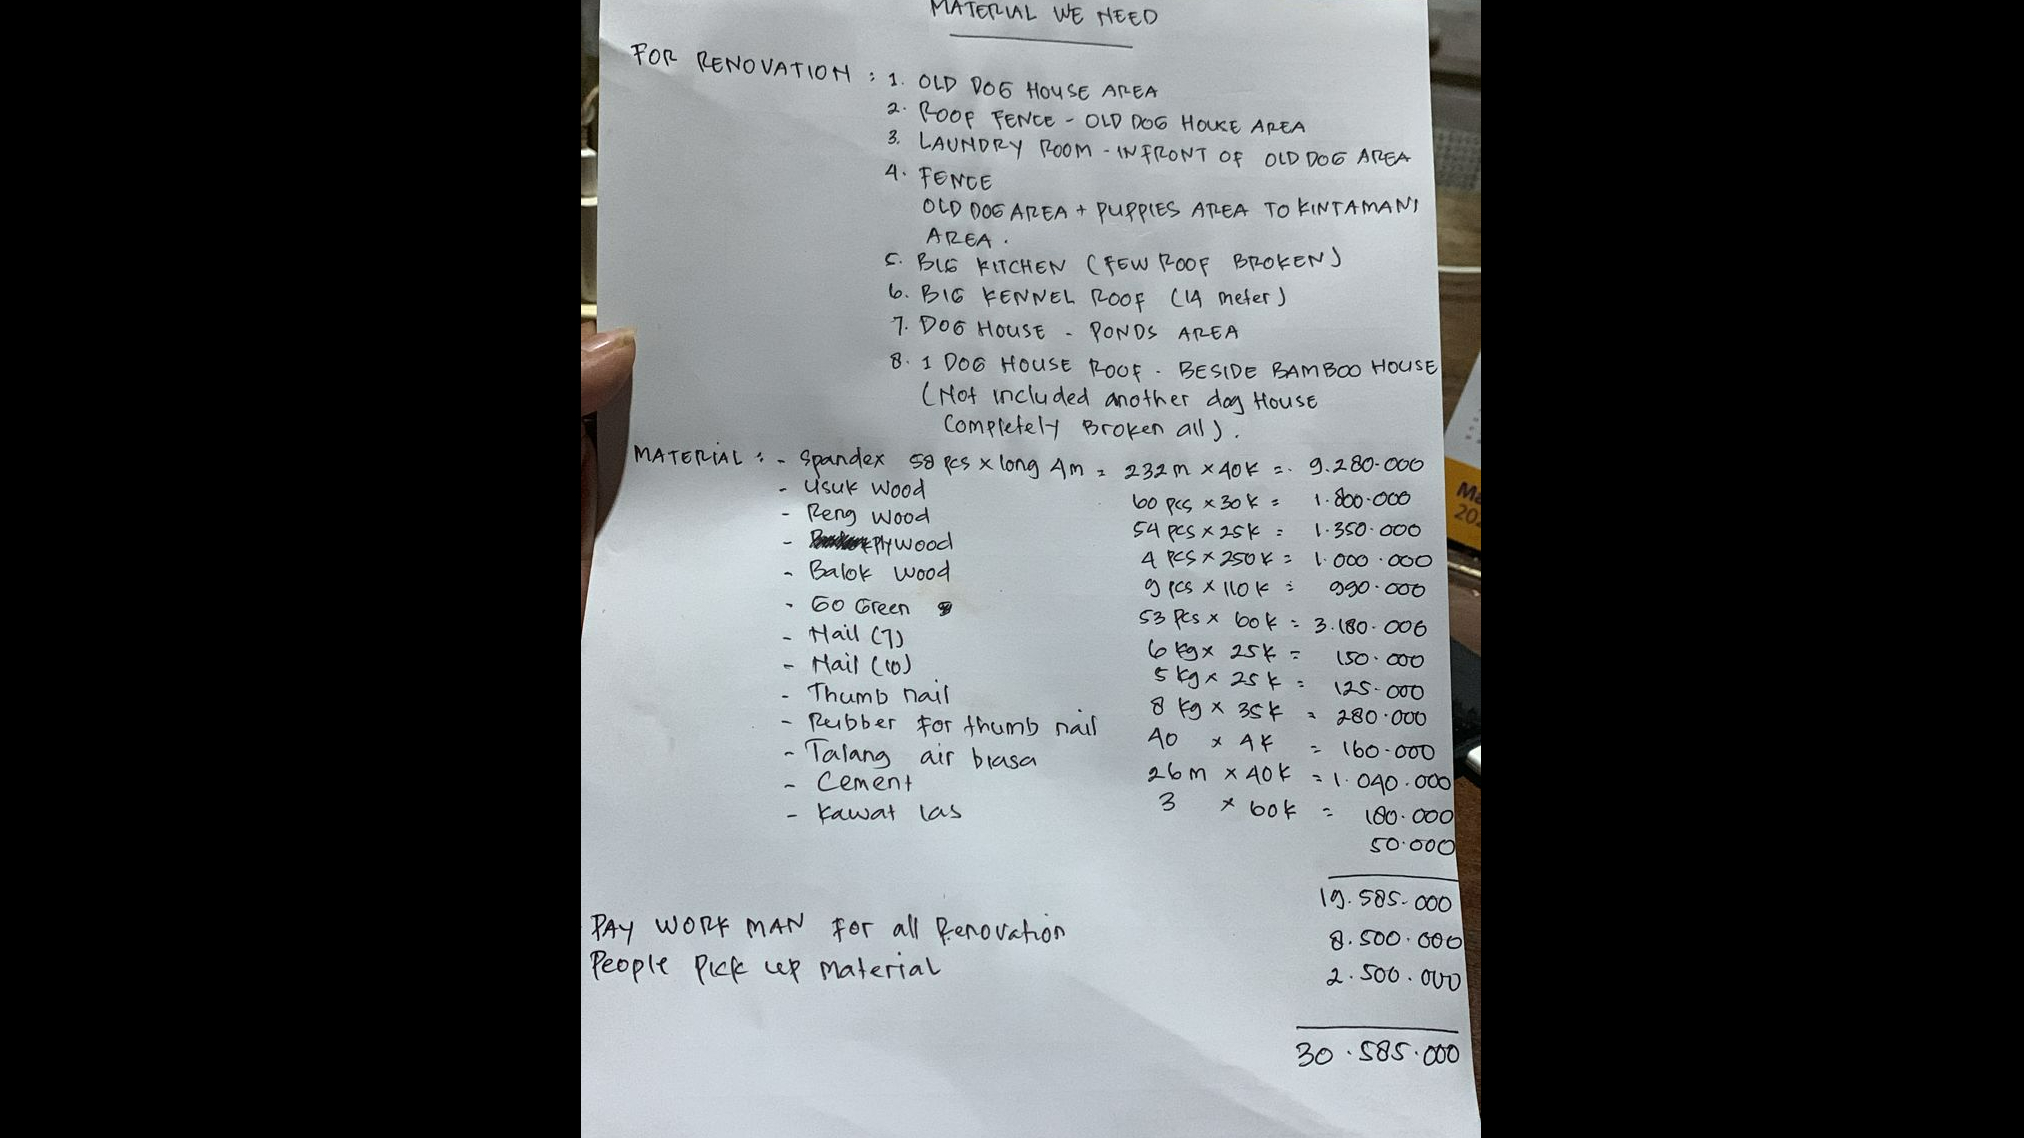 MATERIAL WE NEED
FOR RENOVATION : 1. OLD DOG HOUSE AREA
2. ROOF FENCE - OLD DOG HOUSE AREA
3. LAUNDRY ROOM - IN FRONT OF OLD DOG AREA
4. FENCE
OLD DOG AREA + PUPPIES AREA TO KINTAMANI
AREA.
5. BIG KITCHEN (FEW ROOF BROKEN)
6. BIG KENNEL ROOF (14 meter)
7. DOG HOUSE - PONDS AREA
8. 1 DOG HOUSE ROOF - BESIDE BAMBOO HOUSE
(Not included another dog House
Completely Broken all).
MATERIAL : - Spandex 58 pcs x long 4m = 232m x 40k = 9.280.000
- Usuk Wood 60 pcs x 30k = 1.800.000
- Reng Wood 54 pcs x 25k = 1.350.000
- Plywood 4 pcs x 250k = 1.000.000
- Balok Wood 9 pcs x 110k = 990.000
- Go Green 53 pcs x 60k = 3.180.000
- Nail (7) 6 kg x 25k = 150.000
- Nail (10) 5 kg x 25k = 125.000
- Thumb nail 8 kg x 35k = 280.000
- Rubber for thumb nail 40 x 4k = 160.000
- Talang air biasa 26m x 40k = 1.040.000
- Cement 3 x 60k = 180.000
- Kawat las 50.000
19.585.000
PAY WORK MAN FOR all Renovation 8.500.000
People Pick up Material 2.500.000
30.585.000